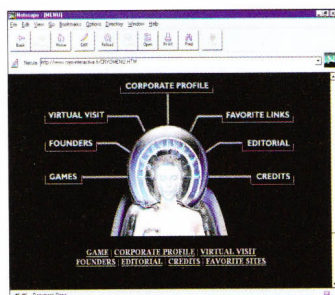 Netscape - [MENU]
File Edit View Go Bookmarks Options Directory Window Help
Back Home Edit Reload Open Print Find
CORPORATE PROFILE
VIRTUAL VISIT
FAVORITE LINKS
FOUNDERS
EDITORIAL
GAMES
CREDITS
GAME | CORPORATE PROFILE | VIRTUAL VISIT
FOUNDERS | EDITORIAL | CREDITS | FAVORITE SITES